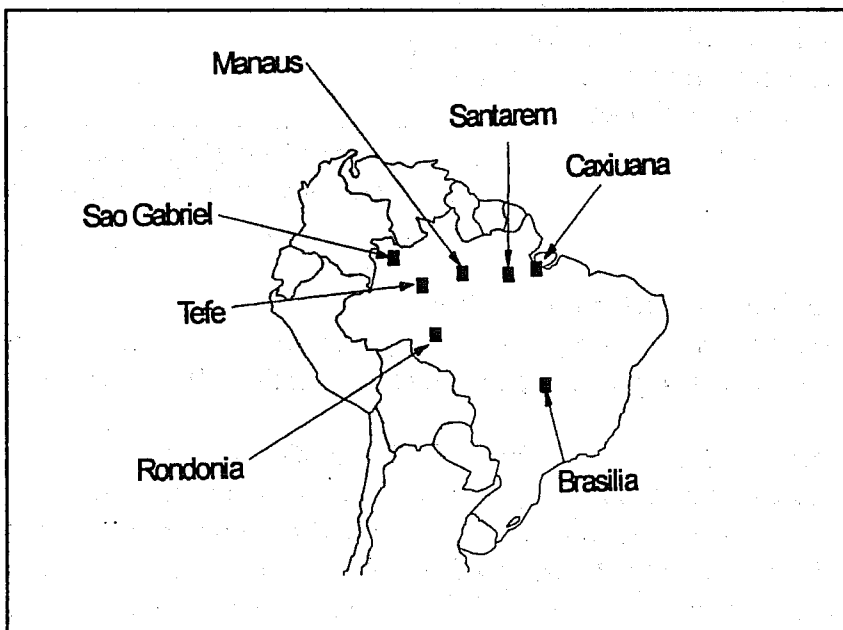 Manaus
Santarem
Caxiuana
Sao Gabriel
Tefe
Rondonia
Brasilia